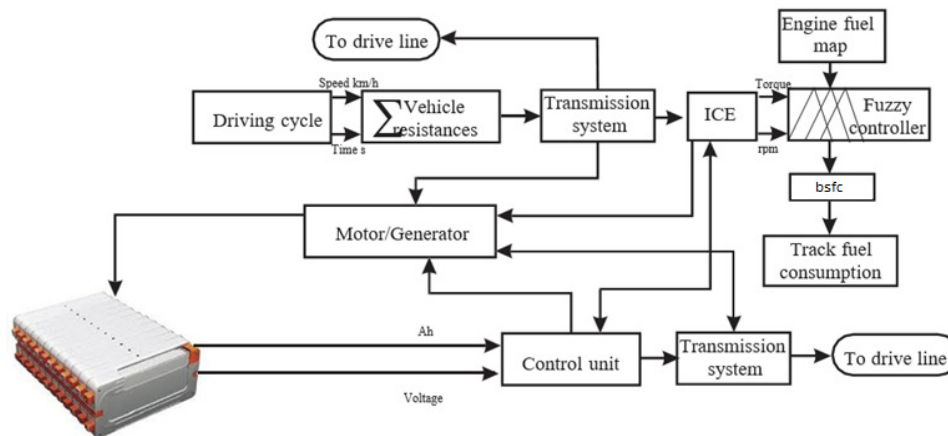 To drive line
Engine fuel
map
Speed km/h
Driving cycle
Time s
∑ Vehicle
resistances
Transmission
system
ICE
Torque
rpm
Fuzzy
controller
bsfc
Track fuel
consumption
Motor/Generator
Ah
Voltage
Control unit
Transmission
system
To drive line